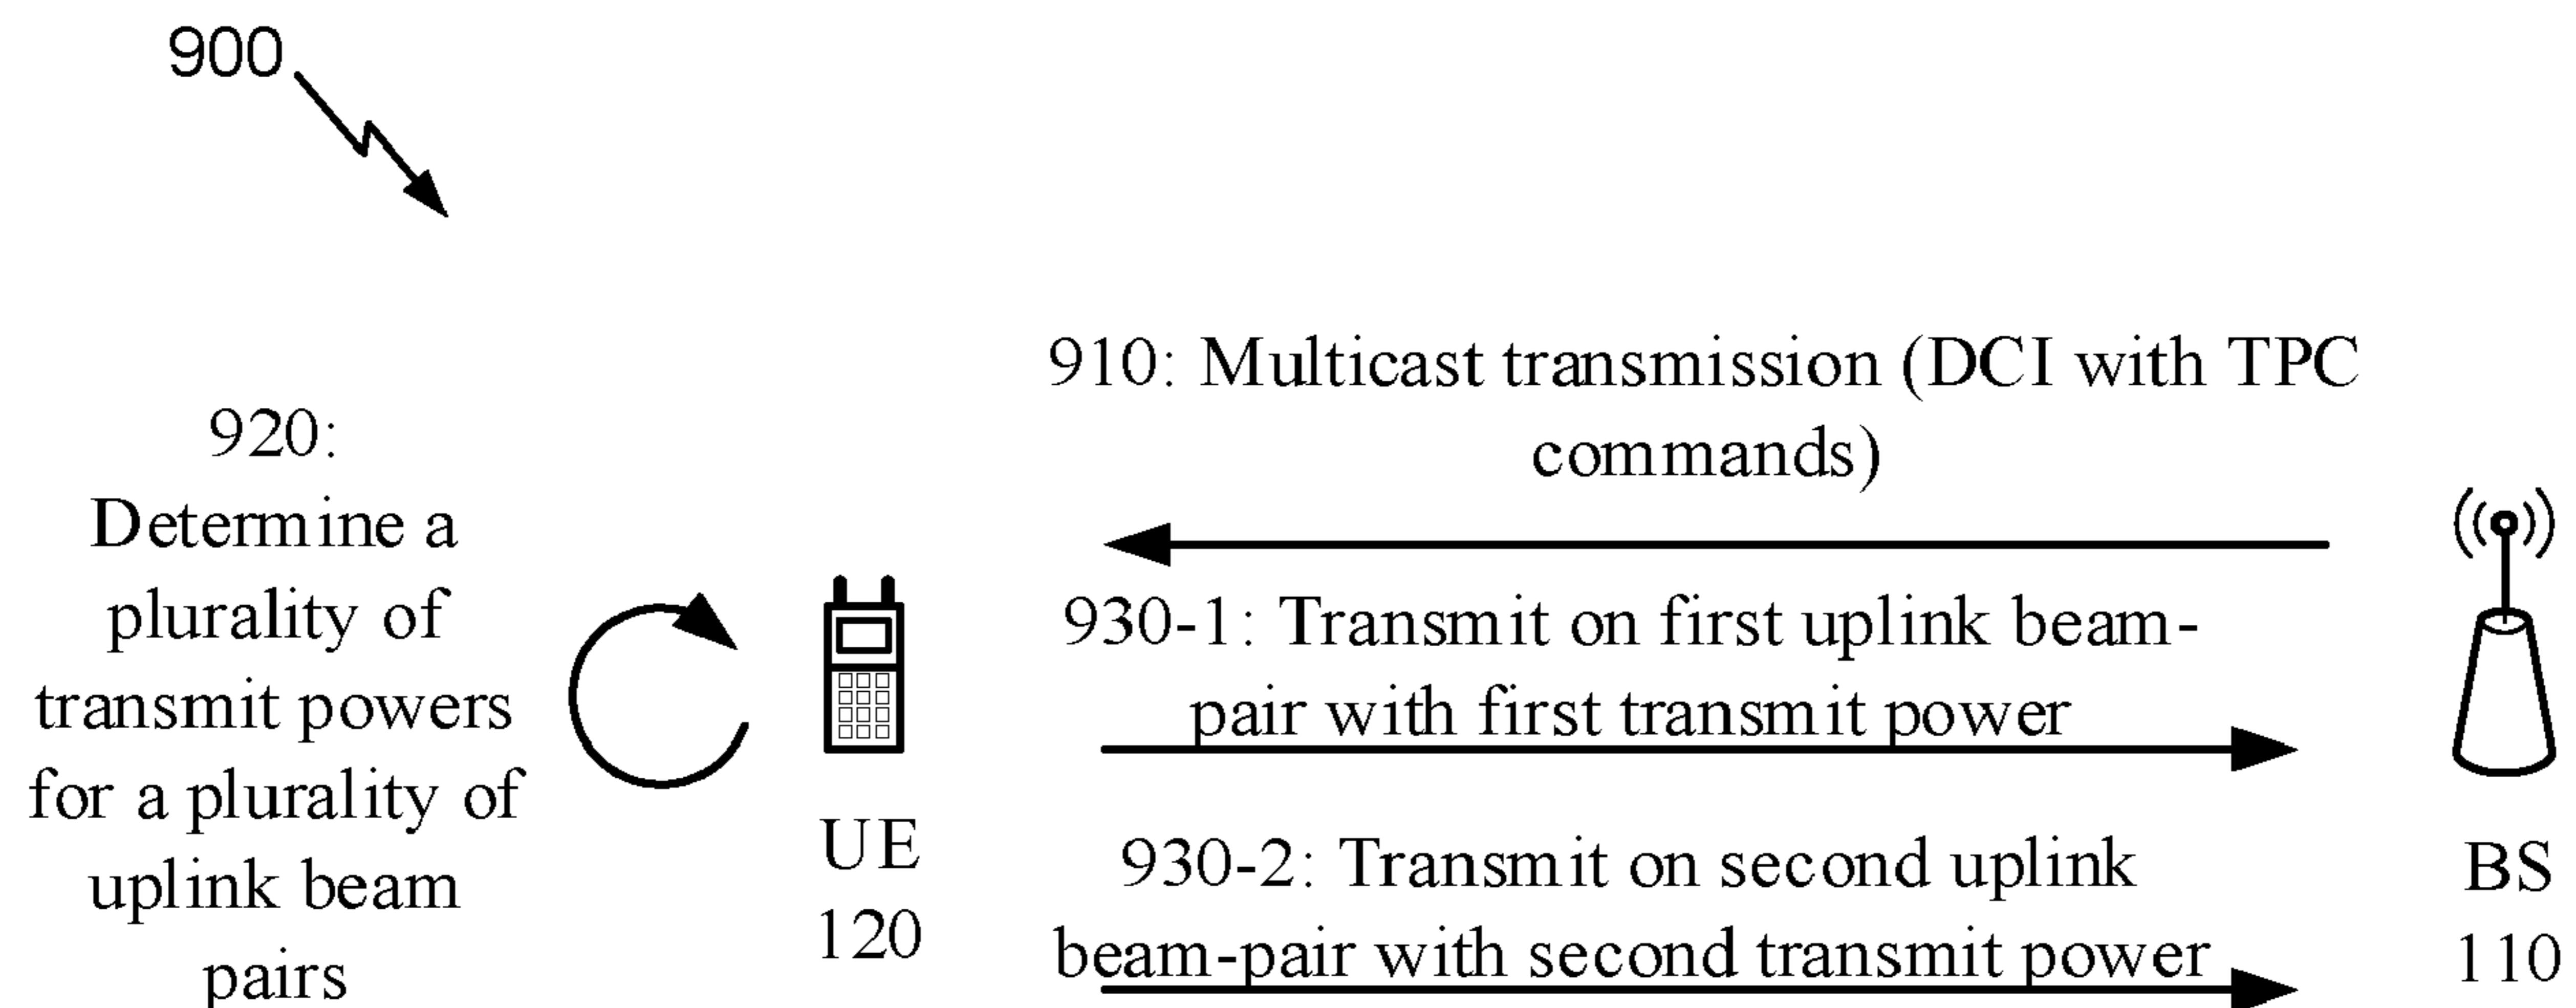 900
910: Multicast transmission (DCI with TPC
commands)
920:
Determine a
plurality of
transmit powers
for a plurality of
uplink beam
pairs
UE
120
930-1: Transmit on first uplink beam-
pair with first transmit power
930-2: Transmit on second uplink
beam-pair with second transmit power
BS
110